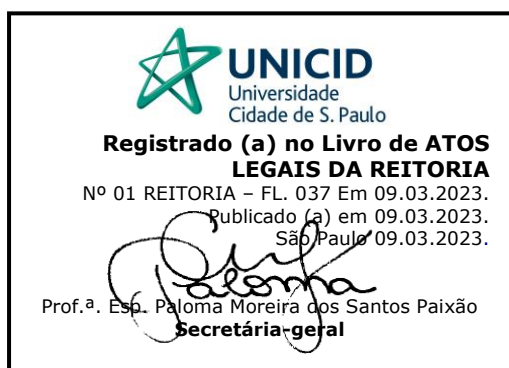 UNICID
Universidade
Cidade de S. Paulo
Registrado (a) no Livro de ATOS
LEGAIS DA REITORIA
Nº 01 REITORIA – FL. 037 Em 09.03.2023.
Publicado (a) em 09.03.2023.
São Paulo 09.03.2023.
Paloma
Prof.ª. Esp. Paloma Moreira dos Santos Paixão
Secretária-geral